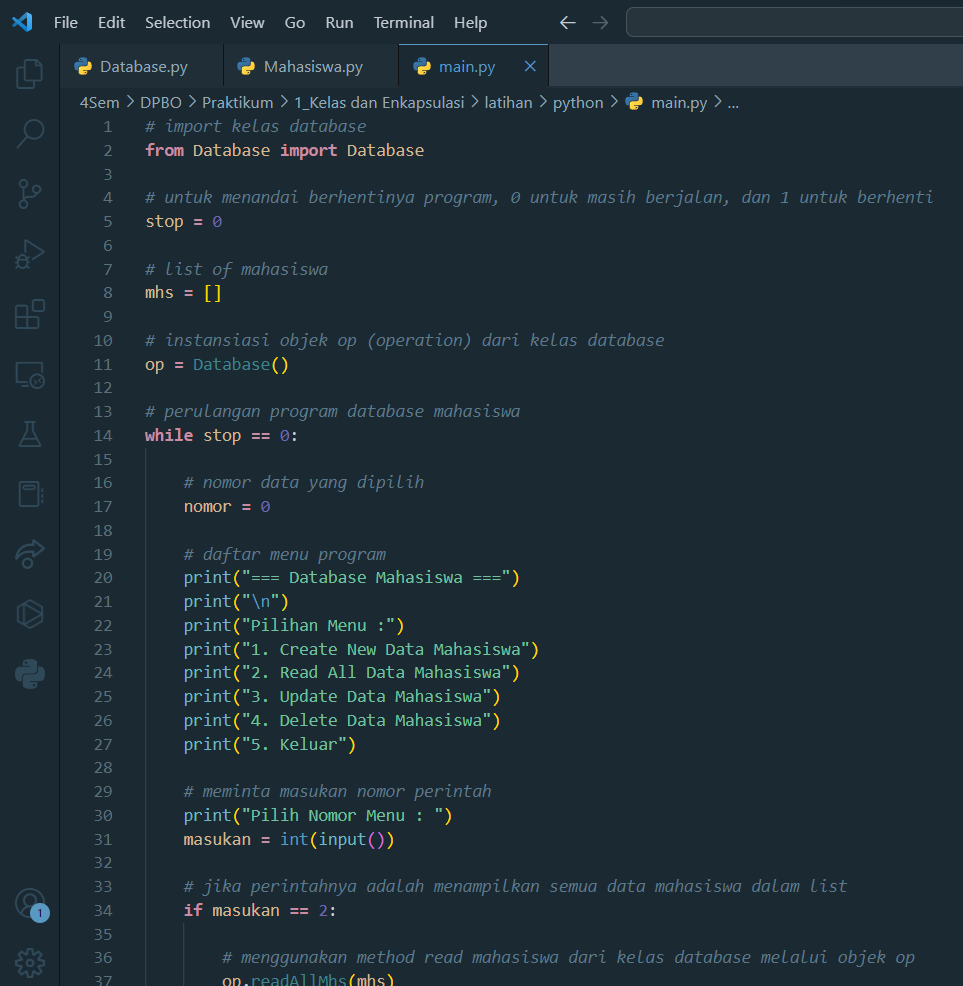 File Edit Selection View Go Run Terminal Help
Database.py Mahasiswa.py main.py
4Sem > DPBO > Praktikum > 1_Kelas dan Enkapsulasi > latihan > python > main.py > ...
1 # import kelas database
2 from Database import Database
3
4 # untuk menandai berhentinya program, 0 untuk masih berjalan, dan 1 untuk berhenti
5 stop = 0
6
7 # list of mahasiswa
8 mhs = []
9
10 # instansiasi objek op (operation) dari kelas database
11 op = Database()
12
13 # perulangan program database mahasiswa
14 while stop == 0:
15
16 # nomor data yang dipilih
17 nomor = 0
18
19 # daftar menu program
20 print("=== Database Mahasiswa ===")
21 print("\n")
22 print("Pilihan Menu :")
23 print("1. Create New Data Mahasiswa")
24 print("2. Read All Data Mahasiswa")
25 print("3. Update Data Mahasiswa")
26 print("4. Delete Data Mahasiswa")
27 print("5. Keluar")
28
29 # meminta masukan nomor perintah
30 print("Pilih Nomor Menu : ")
31 masukan = int(input())
32
33 # jika perintahnya adalah menampilkan semua data mahasiswa dalam list
34 if masukan == 2:
35
36 # menggunakan method read mahasiswa dari kelas database melalui objek op
37 op.readAllMhs(mhs)
1